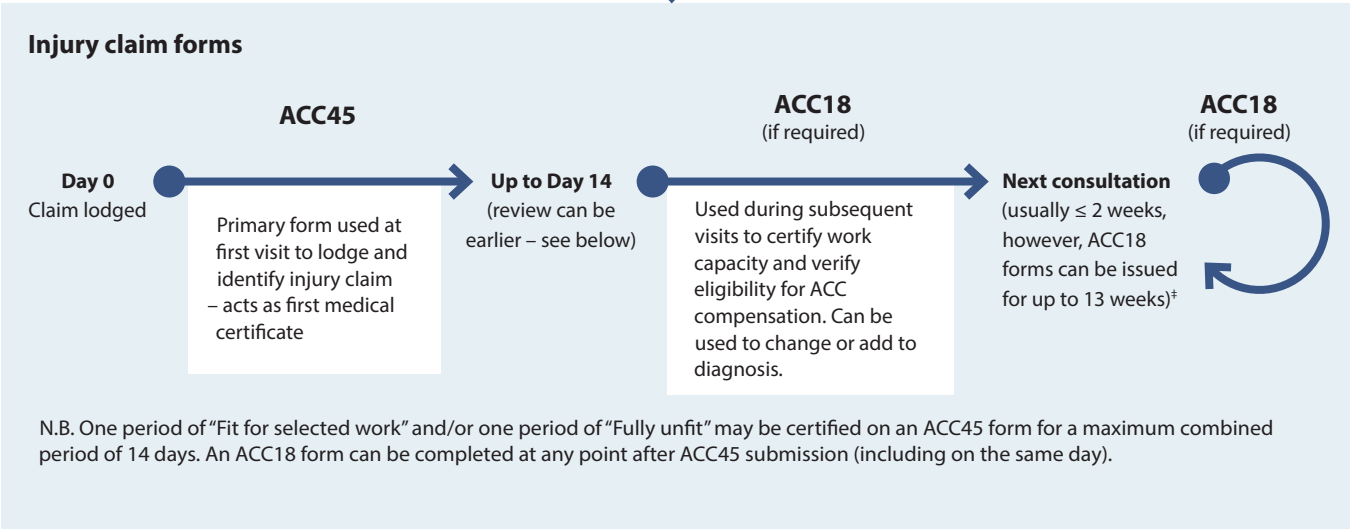 Injury claim forms
ACC45
ACC18
(if required)
ACC18
(if required)
Day 0
Claim lodged
Primary form used at
first visit to lodge and
identify injury claim
– acts as first medical
certificate
Up to Day 14
(review can be
earlier – see below)
Used during subsequent
visits to certify work
capacity and verify
eligibility for ACC
compensation. Can be
used to change or add to
diagnosis.
Next consultation
(usually ≤ 2 weeks,
however, ACC18
forms can be issued
for up to 13 weeks)‡
N.B. One period of “Fit for selected work” and/or one period of “Fully unfit” may be certified on an ACC45 form for a maximum combined
period of 14 days. An ACC18 form can be completed at any point after ACC45 submission (including on the same day).